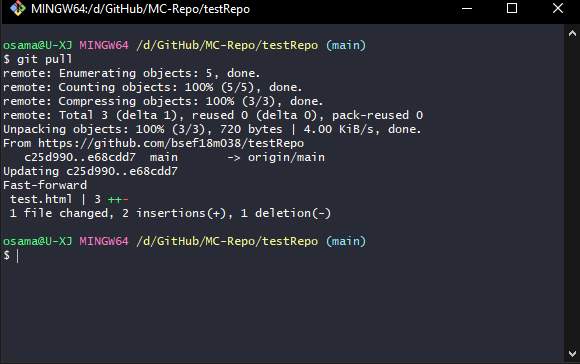 MINGW64:/d/GitHub/MC-Repo/testRepo
osama@U-XJ MINGW64 /d/GitHub/MC-Repo/testRepo (main)
$ git pull
remote: Enumerating objects: 5, done.
remote: Counting objects: 100% (5/5), done.
remote: Compressing objects: 100% (3/3), done.
remote: Total 3 (delta 1), reused 0 (delta 0), pack-reused 0
Unpacking objects: 100% (3/3), 720 bytes | 4.00 KiB/s, done.
From https://github.com/bsef18m038/testRepo
   c25d990..e68cdd7  main       -> origin/main
Updating c25d990..e68cdd7
Fast-forward
 test.html | 3 ++-
 1 file changed, 2 insertions(+), 1 deletion(-)
osama@U-XJ MINGW64 /d/GitHub/MC-Repo/testRepo (main)
$